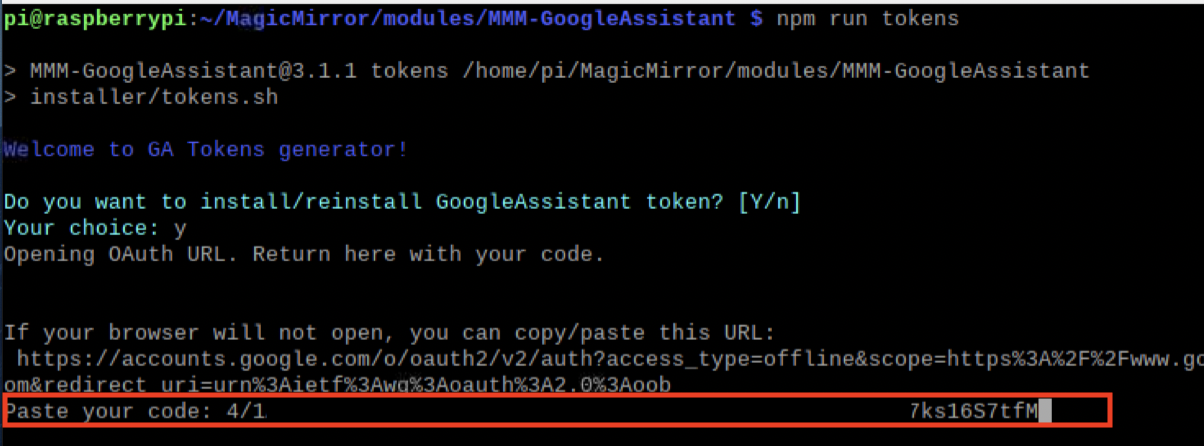 pi@raspberrypi:~/MagicMirror/modules/MMM-GoogleAssistant $ npm run tokens
> MMM-GoogleAssistant@3.1.1 tokens /home/pi/MagicMirror/modules/MMM-GoogleAssistant
> installer/tokens.sh
Welcome to GA Tokens generator!
Do you want to install/reinstall GoogleAssistant token? [Y/n]
Your choice: y
Opening OAuth URL. Return here with your code.
If your browser will not open, you can copy/paste this URL:
https://accounts.google.com/o/oauth2/v2/auth?access_type=offline&scope=https%3A%2F%2Fwww.go
om&redirect_uri=urn%3Aietf%3Awg%3Aoauth%3A2.0%3Aoob
Paste your code: 4/1 7ks16S7tfM